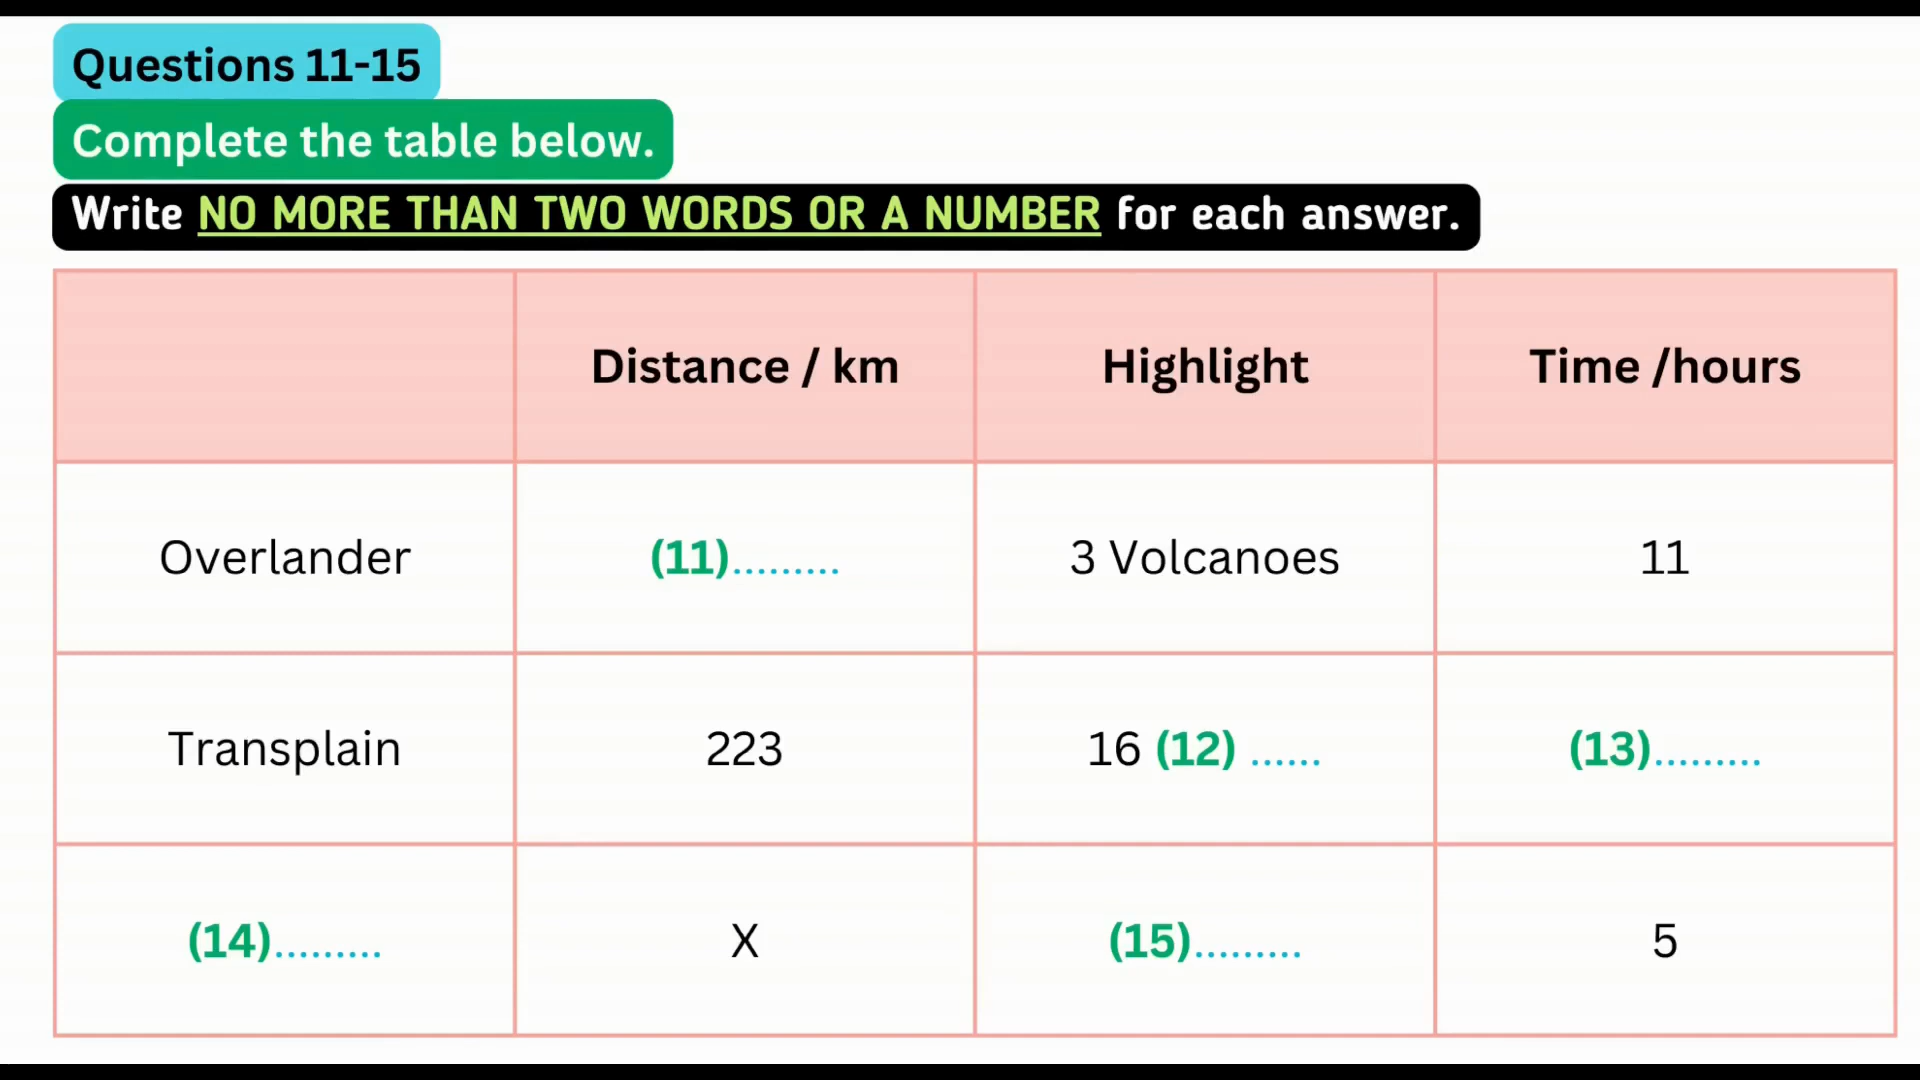 Questions 11-15
Complete the table below.
Write NO MORE THAN TWO WORDS OR A NUMBER for each answer.
Distance / km Highlight Time /hours
Overlander (11)......... 3 Volcanoes 11
Transplain 223 16 (12) ...... (13).........
(14)......... X (15)......... 5